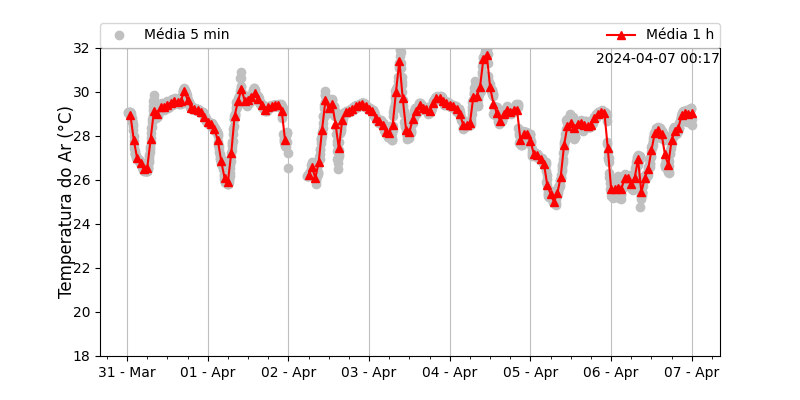 Média 5 min
Média 1 h
2024-04-07 00:17
Temperatura do Ar (°C)
32
30
28
26
24
22
20
18
31 - Mar
01 - Apr
02 - Apr
03 - Apr
04 - Apr
05 - Apr
06 - Apr
07 - Apr